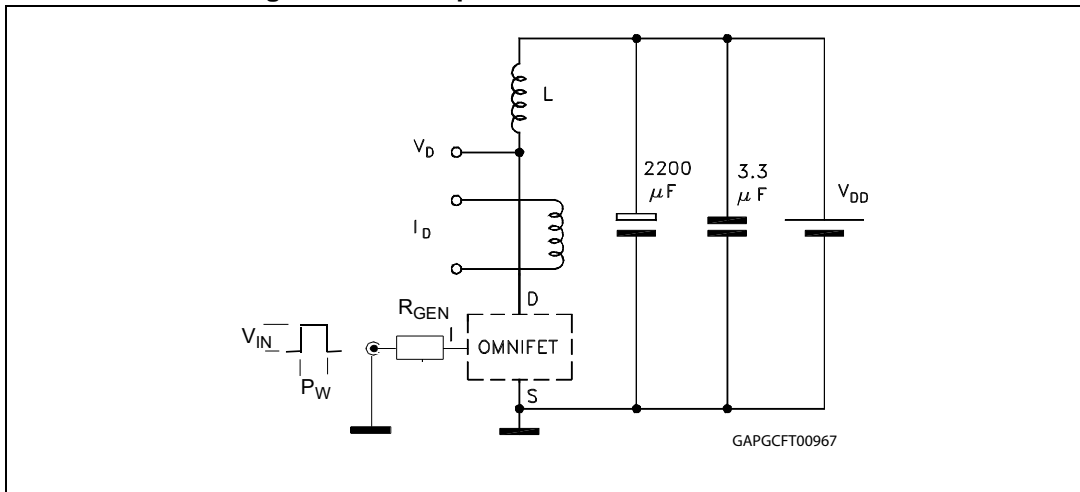 L
V_D
2200
μF
3.3
μF
V_DD
I_D
D
R_GEN
I
V_IN
OMNIFET
P_W
S
GAPGCFT00967